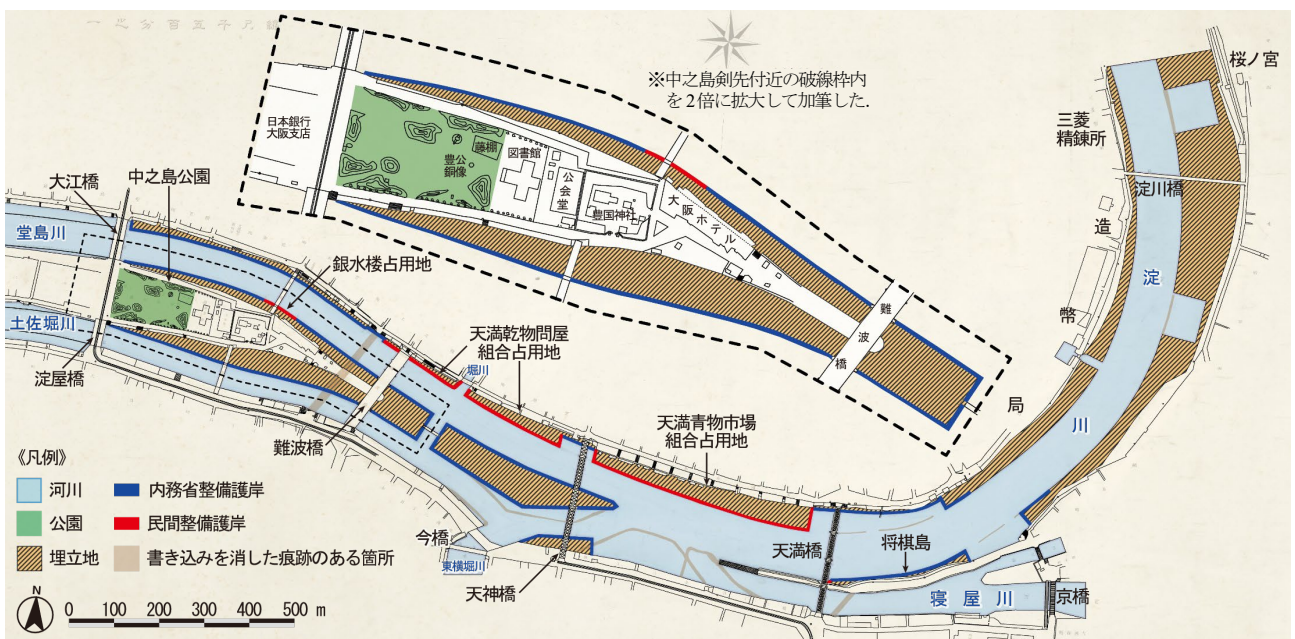 尺千五百分之一
※中之島剣先付近の破線枠内
を2倍に拡大して加筆した.
日本銀行
大阪支店
豊公
銅像
藤棚
図書館
公会堂
豊国神社
大阪ホテル
難波橋
桜ノ宮
三菱
精錬所
淀川橋
造幣局
淀川
大江橋
中之島公園
堂島川
銀水楼占用地
土佐堀川
天満乾物問屋
組合占用地
堀川
淀屋橋
天満青物市場
組合占用地
難波橋
《凡例》
河川
内務省整備護岸
公園
民間整備護岸
埋立地
書き込みを消した痕跡のある箇所
今橋
東横堀川
天神橋
天満橋
将棋島
寝屋川
京橋
N
0 100 200 300 400 500 m